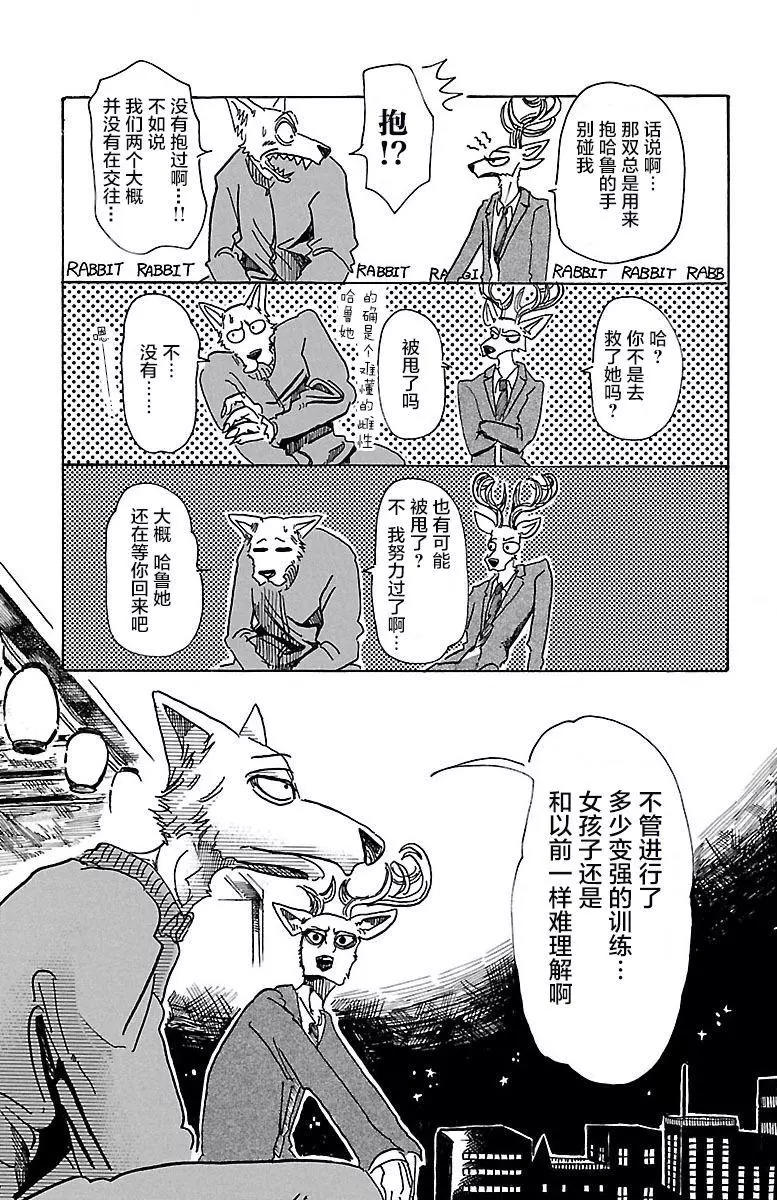 话说啊…
那双总是用来
抱哈鲁的手
别碰我
抱!?
没有抱过啊…!!
不如说
我们两个大概
并没有在交往…
RABBIT RABBIT
RABBIT
RABBIT RABBIT RABB
哈?
你不是去
救了她吗?
被甩了吗
哈鲁她
的确是个难懂的雌性
不…
没有……
嗯
也有可能
被甩了?
不 我努力过了啊…
大概 哈鲁她
还在等你回来吧
不管进行了
多少变强的训练…
女孩子还是
和以前一样难理解啊